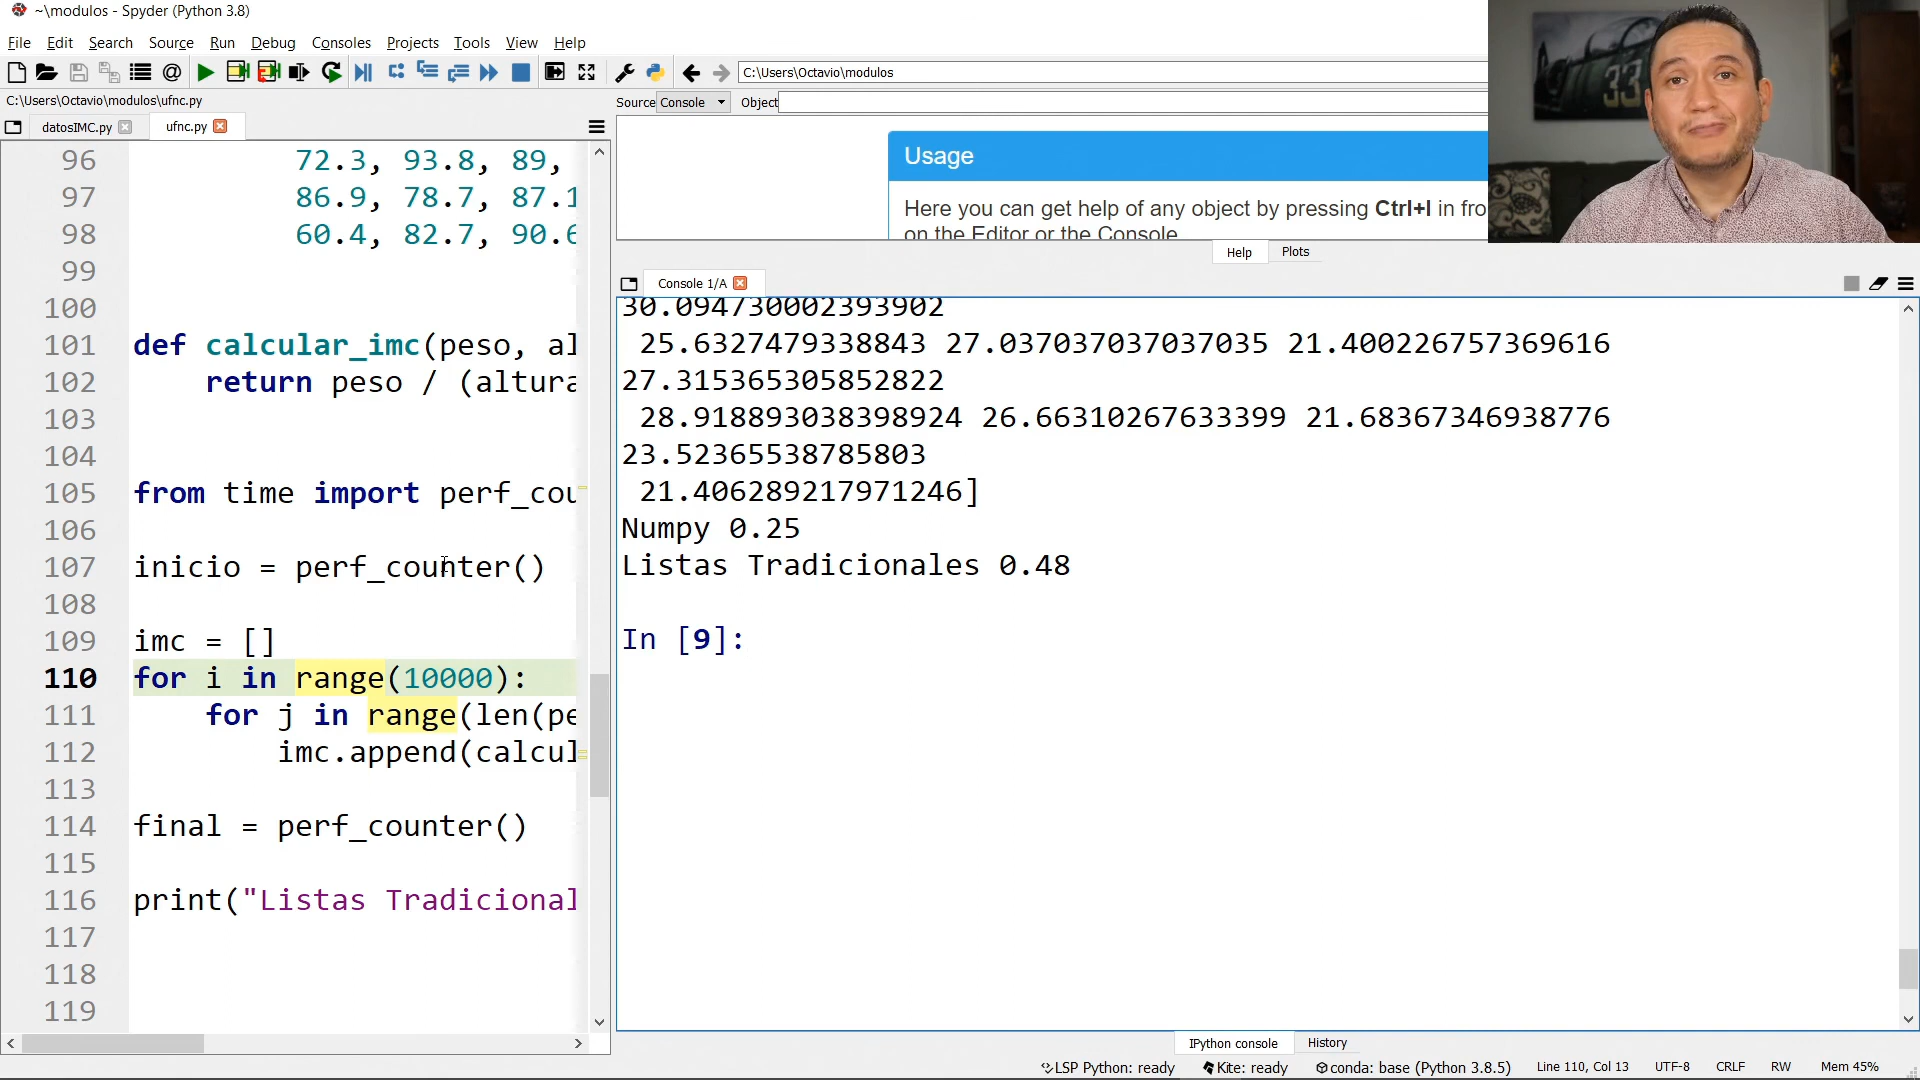 ~\modulos - Spyder (Python 3.8)
File Edit Search Source Run Debug Consoles Projects Tools View Help
C:\Users\Octavio\modulos
C:\Users\Octavio\modulos\ufnc.py
datosIMC.py
ufnc.py
96 72.3, 93.8, 89,
97 86.9, 78.7, 87.1
98 60.4, 82.7, 90.6
99
100
101 def calcular_imc(peso, al
102 return peso / (altura
103
104
105 from time import perf_cou
106
107 inicio = perf_counter()
108
109 imc = []
110 for i in range(10000):
111 for j in range(len(pe
112 imc.append(calcul
113
114 final = perf_counter()
115
116 print("Listas Tradicional
117
118
119
Source Console Object
Usage
Here you can get help of any object by pressing Ctrl+I in fro
on the Editor or the Console
Help Plots
33
Console 1/A
30.094730002393902
25.6327479338843 27.037037037037035 21.400226757369616
27.315365305852822
28.918893038398924 26.66310267633399 21.68367346938776
23.52365538785803
21.406289217971246]
Numpy 0.25
Listas Tradicionales 0.48
In [9]:
IPython console History
LSP Python: ready Kite: ready conda: base (Python 3.8.5) Line 110, Col 13 UTF-8 CRLF RW Mem 45%